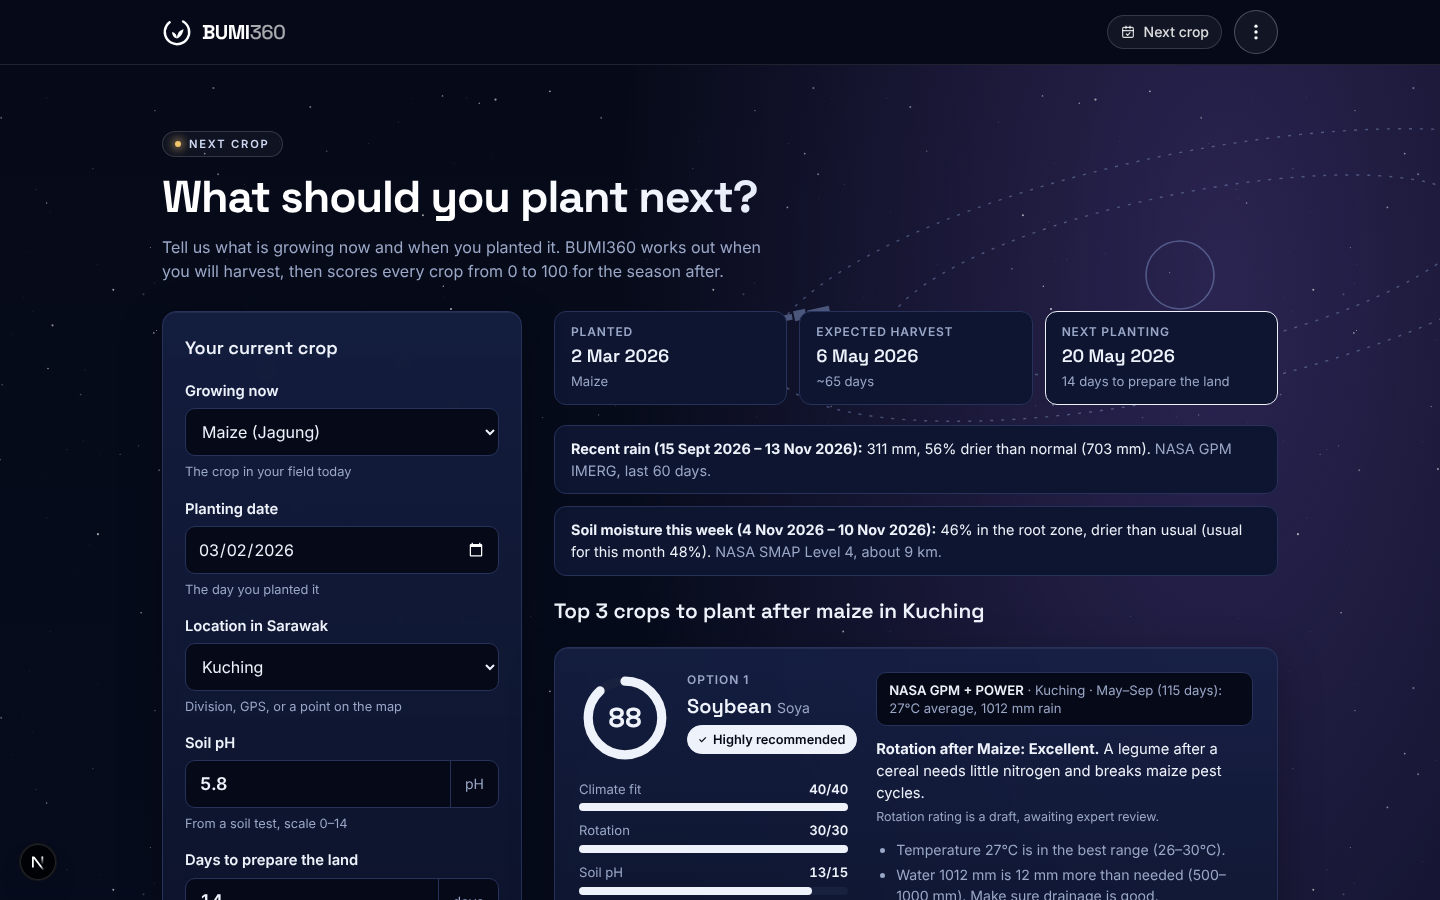 BUMI360
Next crop
NEXT CROP
What should you plant next?
Tell us what is growing now and when you planted it. BUMI360 works out when
you will harvest, then scores every crop from 0 to 100 for the season after.
Your current crop
Growing now
Maize (Jagung)
The crop in your field today
Planting date
03/02/2026
The day you planted it
Location in Sarawak
Kuching
Division, GPS, or a point on the map
Soil pH
5.8
pH
From a soil test, scale 0–14
Days to prepare the land
14
days
PLANTED
2 Mar 2026
Maize
EXPECTED HARVEST
6 May 2026
~65 days
NEXT PLANTING
20 May 2026
14 days to prepare the land
Recent rain (15 Sept 2026 – 13 Nov 2026): 311 mm, 56% drier than normal (703 mm). NASA GPM
IMERG, last 60 days.
Soil moisture this week (4 Nov 2026 – 10 Nov 2026): 46% in the root zone, drier than usual (usual
for this month 48%). NASA SMAP Level 4, about 9 km.
Top 3 crops to plant after maize in Kuching
88
OPTION 1
Soybean Soya
Highly recommended
Climate fit 40/40
Rotation 30/30
Soil pH 13/15
NASA GPM + POWER · Kuching · May–Sep (115 days):
27°C average, 1012 mm rain
Rotation after Maize: Excellent. A legume after a
cereal needs little nitrogen and breaks maize pest
cycles.
Rotation rating is a draft, awaiting expert review.
• Temperature 27°C is in the best range (26–30°C).
• Water 1012 mm is 12 mm more than needed (500–
1000 mm). Make sure drainage is good.
N